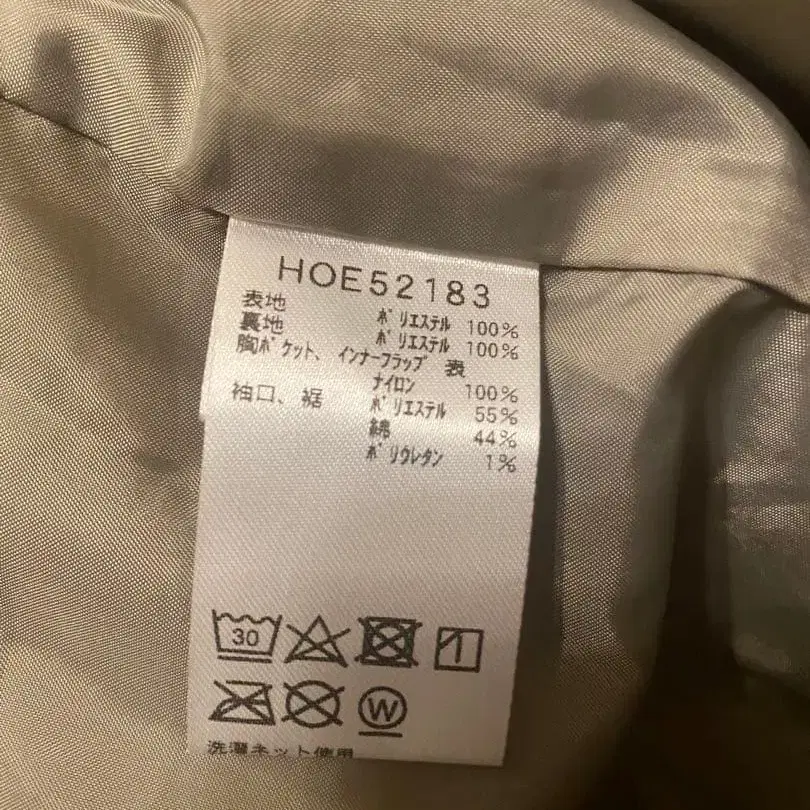 HOE52183
表地 ポリエステル 100%
裏地 ポリエステル 100%
胸ポケット、インナーフラップ 表
ナイロン 100%
袖口、裾 ポリエステル 55%
綿 44%
ポリウレタン 1%
30
W
洗濯ネット使用